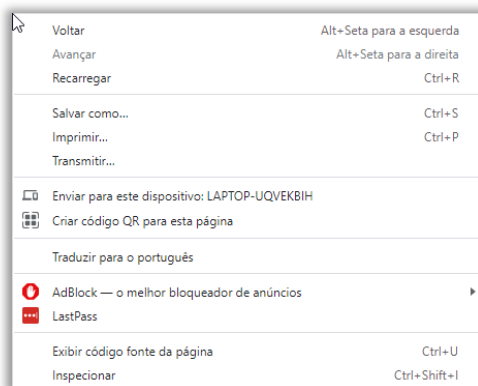 Voltar Alt+Seta para a esquerda
Avançar Alt+Seta para a direita
Recarregar Ctrl+R
Salvar como... Ctrl+S
Imprimir... Ctrl+P
Transmitir...
Enviar para este dispositivo: LAPTOP-UQVEKBIH
Criar código QR para esta página
Traduzir para o português
AdBlock — o melhor bloqueador de anúncios
LastPass
Exibir código fonte da página Ctrl+U
Inspecionar Ctrl+Shift+I